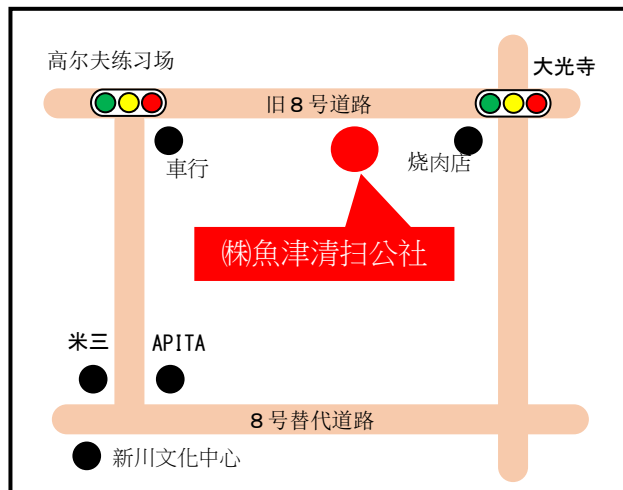 高尔夫练习场
大光寺
旧８号道路
車行
烧肉店
㈱魚津清扫公社
米三
APITA
８号替代道路
新川文化中心